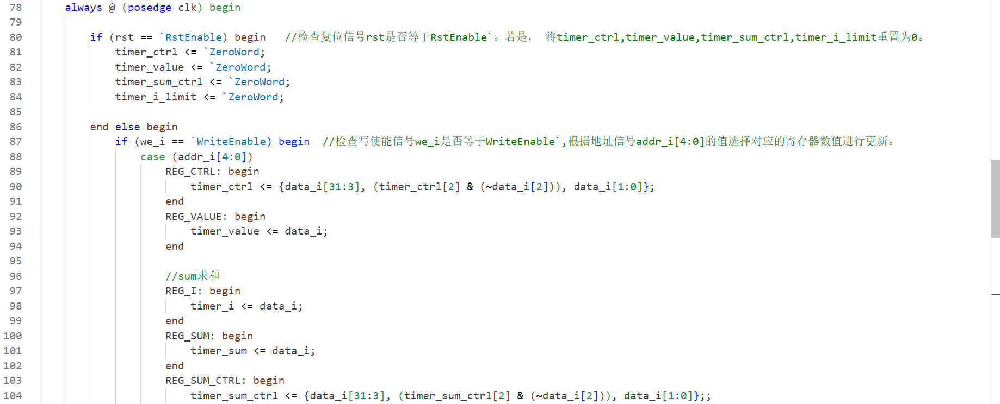 78 always @ (posedge clk) begin
79
80 if (rst == `RstEnable) begin //检查复位信号rst是否等于RstEnable`。若是， 将timer_ctrl,timer_value,timer_sum_ctrl,timer_i_limit重置为0。
81 timer_ctrl <= `ZeroWord;
82 timer_value <= `ZeroWord;
83 timer_sum_ctrl <= `ZeroWord;
84 timer_i_limit <= `ZeroWord;
85
86 end else begin
87 if (we_i == `WriteEnable) begin //检查写使能信号we_i是否等于WriteEnable`,根据地址信号addr_i[4:0]的值选择对应的寄存器数值进行更新。
88 case (addr_i[4:0])
89 REG_CTRL: begin
90 timer_ctrl <= {data_i[31:3], (timer_ctrl[2] & (~data_i[2])), data_i[1:0]};
91 end
92 REG_VALUE: begin
93 timer_value <= data_i;
94 end
95
96 //sum求和
97 REG_I: begin
98 timer_i <= data_i;
99 end
100 REG_SUM: begin
101 timer_sum <= data_i;
102 end
103 REG_SUM_CTRL: begin
104 timer_sum_ctrl <= {data_i[31:3], (timer_sum_ctrl[2] & (~data_i[2])), data_i[1:0]};;